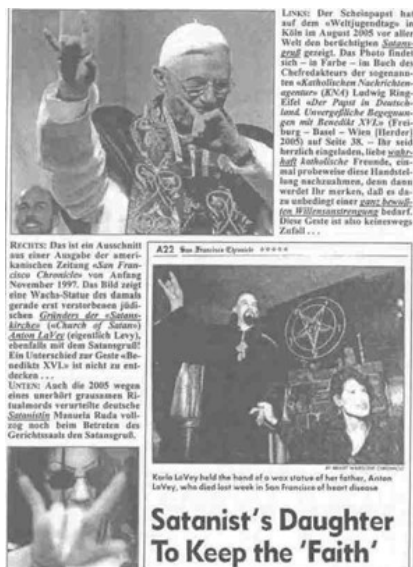 LINKS: Der Scheinpapst hat
auf dem «Weltjugendtag» in
Köln im August 2005 vor aller
Welt den berüchtigten Satans-
gruß gezeigt. Das Photo findet
sich – in Farbe – im Buch des
Chefredakteurs der sogenann-
ten «Katholischen Nachrichten-
agentur» (KNA) Ludwig Ring-
Eifel «Der Papst in Deutsch-
land. Unvergeßliche Begegnun-
gen mit Benedikt XVI.» (Frei-
burg – Basel – Wien [Herder]
2005) auf Seite 38. – Ihr seid
herzlich eingeladen, liebe wahr-
haft katholische Freunde, ein-
mal probeweise diese Handstel-
lung nachzuahmen, denn dann
werdet Ihr merken, daß es da-
zu unbedingt einer ganz bewuß-
ten Willensanstrengung bedarf.
Diese Geste ist also keineswegs
Zufall . . .
RECHTS: Das ist ein Ausschnitt
aus einer Ausgabe der ameri-
kanischen Zeitung «San Fran-
cisco Chronicle» von Anfang
November 1997. Das Bild zeigt
eine Wachs-Statue des damals
gerade erst verstorbenen jüdi-
schen Gründers der «Satans-
kirche» («Church of Satan»)
Anton LaVey (eigentlich Levy),
ebenfalls mit dem Satansgruß!
Ein Unterschied zur Geste «Be-
nedikts XVI.» ist nicht zu ent-
decken . . .
UNTEN: Auch die 2005 wegen
eines unerhört grausamen Ri-
tualmords verurteilte deutsche
Satanistin Manuela Ruda voll-
zog noch beim Betreten des
Gerichtssaals den Satansgruß.
A22 San Francisco Chronicle ★★★★★
Karla LaVey held the hand of a wax statue of her father, Anton
LaVey, who died last week in San Francisco of heart disease
Satanist's Daughter
To Keep the 'Faith'